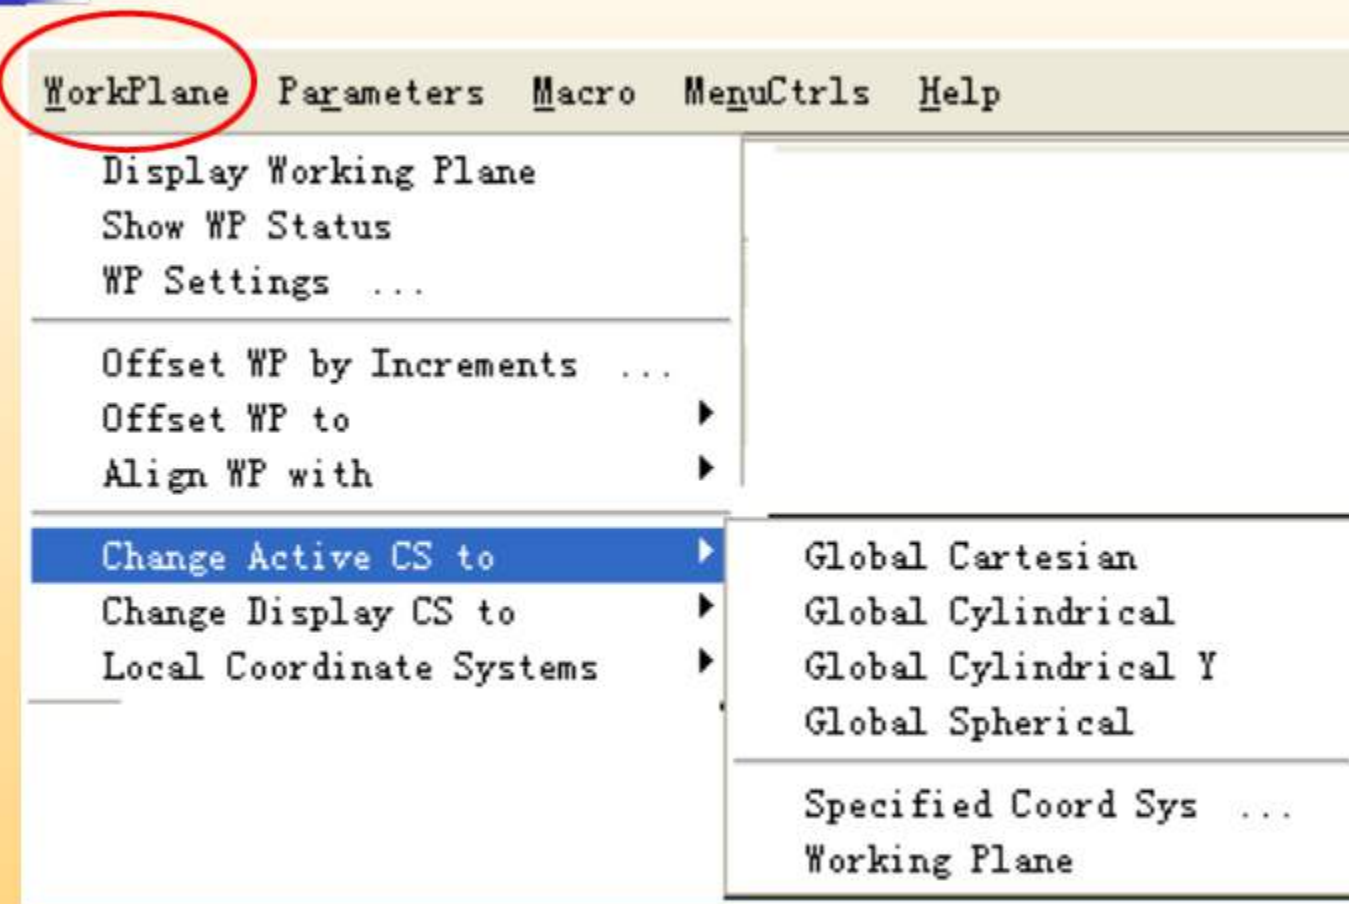 WorkPlane Parameters Macro MenuCtrls Help
Display Working Plane
Show WP Status
WP Settings ...
Offset WP by Increments ...
Offset WP to
Align WP with
Change Active CS to
Change Display CS to
Local Coordinate Systems
Global Cartesian
Global Cylindrical
Global Cylindrical Y
Global Spherical
Specified Coord Sys ...
Working Plane